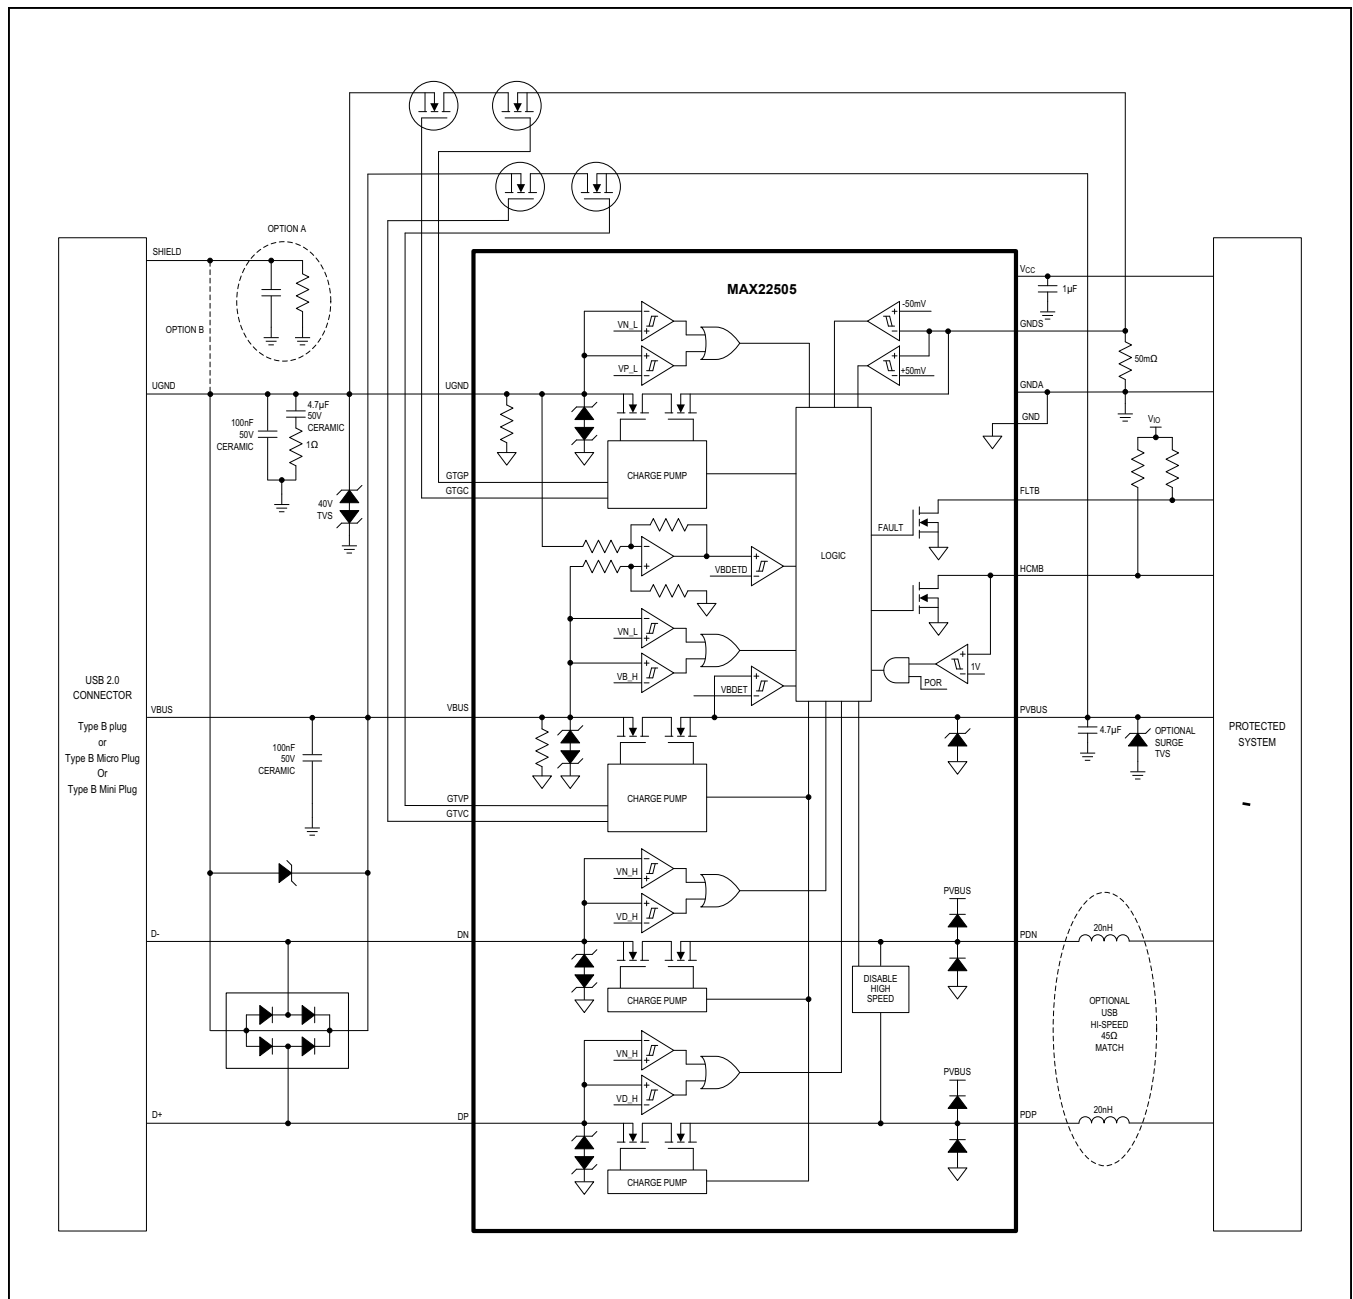 OPTION A
SHIELD
OPTION B
UGND
4.7µF
50V
CERAMIC
100nF
50V
CERAMIC
1Ω
40V
TVS
USB 2.0
CONNECTOR
Type B plug
or
Type B Micro Plug
Or
Type B Mini Plug
VBUS
100nF
50V
CERAMIC
D-
D+
MAX22505
UGND
GTGP
GTGC
VBUS
GTVP
GTVC
DN
DP
VN_L
VP_L
CHARGE PUMP
VBDETD
VN_L
VB_H
VBDET
CHARGE PUMP
VN_H
VD_H
CHARGE PUMP
VN_H
VD_H
CHARGE PUMP
-50mV
+50mV
LOGIC
FAULT
1V
POR
DISABLE
HIGH
SPEED
PVBUS
PVBUS
VCC
1µF
GNDS
50mΩ
GNDA
GND
VIO
FLTB
HCMB
PVBUS
4.7µF
OPTIONAL
SURGE
TVS
PDN
20nH
OPTIONAL
USB
HI-SPEED
45Ω
MATCH
PDP
20nH
PROTECTED
SYSTEM